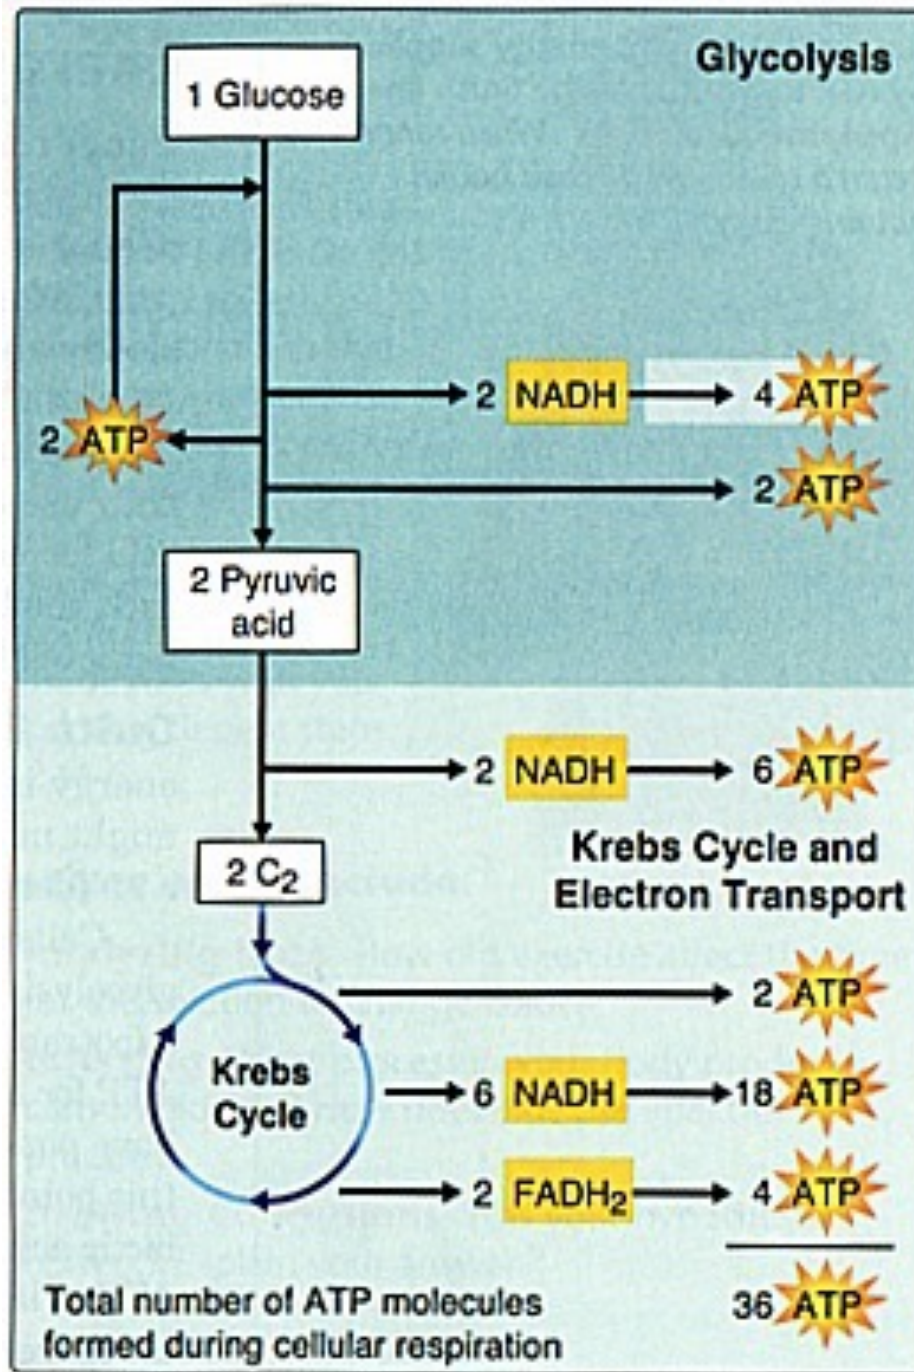 Glycolysis
1 Glucose
2 NADH 4 ATP
2 ATP
2 ATP
2 Pyruvic
acid
2 NADH 6 ATP
2 C₂
Krebs Cycle and
Electron Transport
2 ATP
Krebs
Cycle
6 NADH 18 ATP
2 FADH₂ 4 ATP
Total number of ATP molecules
formed during cellular respiration
36 ATP